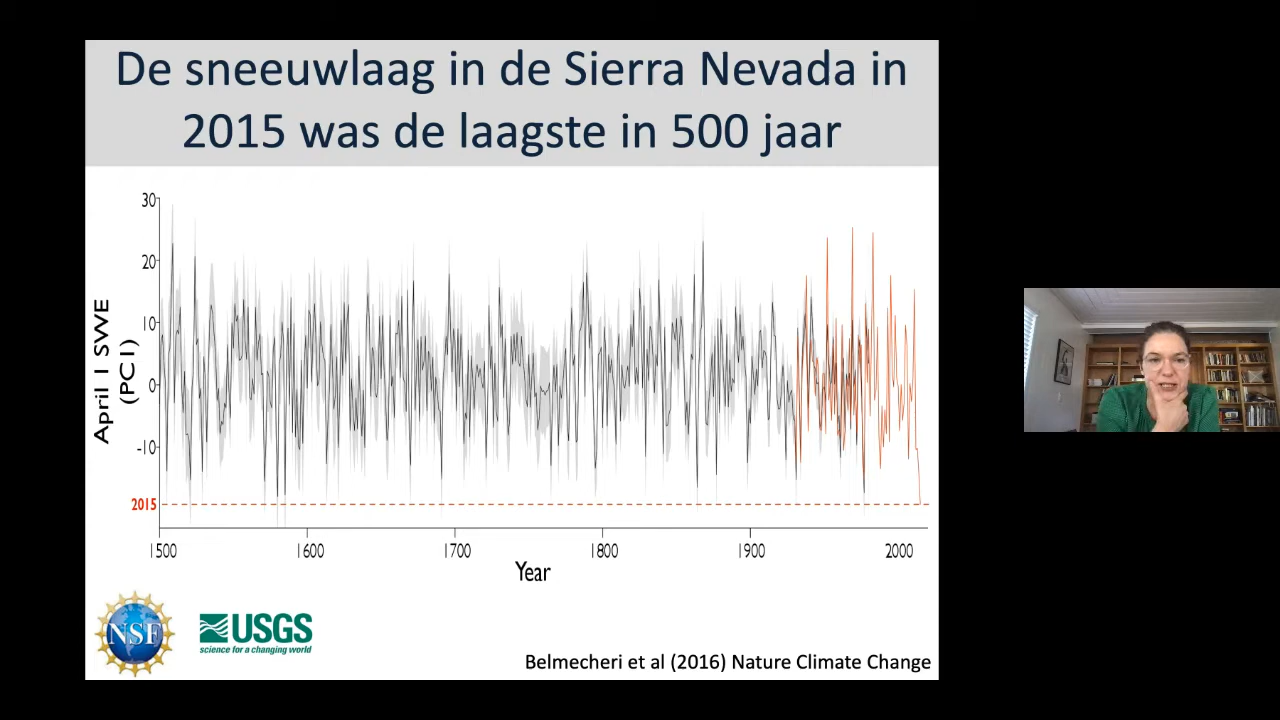 De sneeuwlaag in de Sierra Nevada in
2015 was de laagste in 500 jaar
30
20
10
0
-10
2015
April 1 SWE
(PC1)
1500 1600 1700 1800 1900 2000
Year
NSF
USGS
science for a changing world
Belmecheri et al (2016) Nature Climate Change